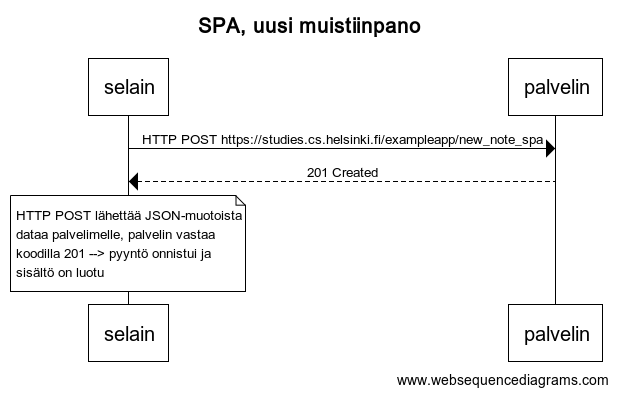 SPA, uusi muistiinpano
selain
palvelin
HTTP POST https://studies.cs.helsinki.fi/exampleapp/new_note_spa
201 Created
HTTP POST lähettää JSON-muotoista
dataa palvelimelle, palvelin vastaa
koodilla 201 --> pyyntö onnistui ja
sisältö on luotu
selain
palvelin
www.websequencediagrams.com